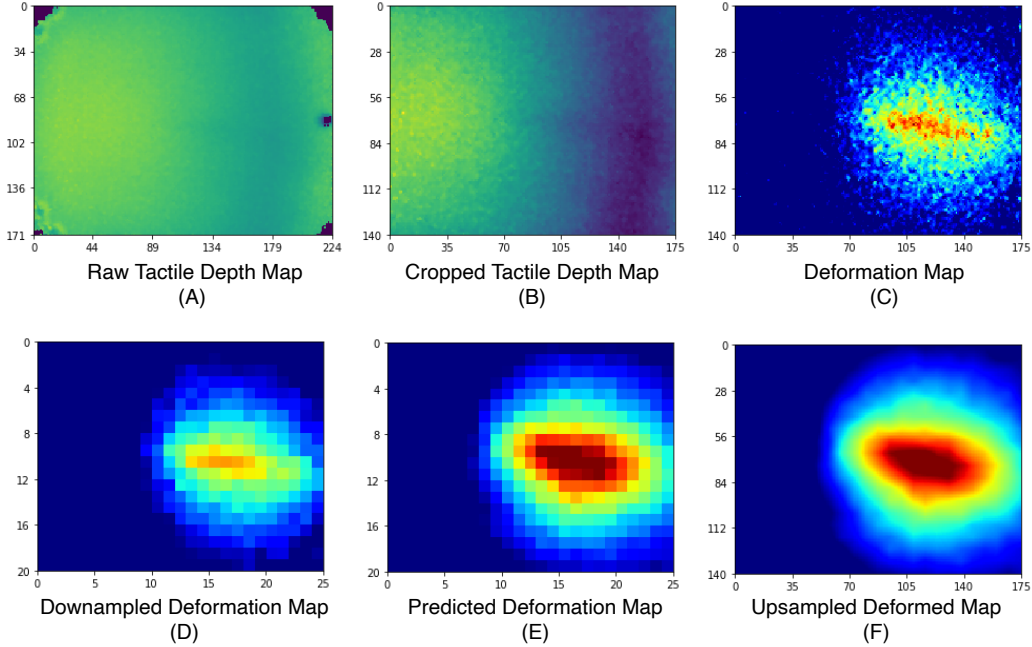 0
34
68
102
136
171
0 44 89 134 179 224
Raw Tactile Depth Map
(A)
0
28
56
84
112
140
0 35 70 105 140 175
Cropped Tactile Depth Map
(B)
0
28
56
84
112
140
0 35 70 105 140 175
Deformation Map
(C)
0
4
8
12
16
20
0 5 10 15 20 25
Downampled Deformation Map
(D)
0
4
8
12
16
20
0 5 10 15 20 25
Predicted Deformation Map
(E)
0
28
56
84
112
140
0 35 70 105 140 175
Upsampled Deformed Map
(F)